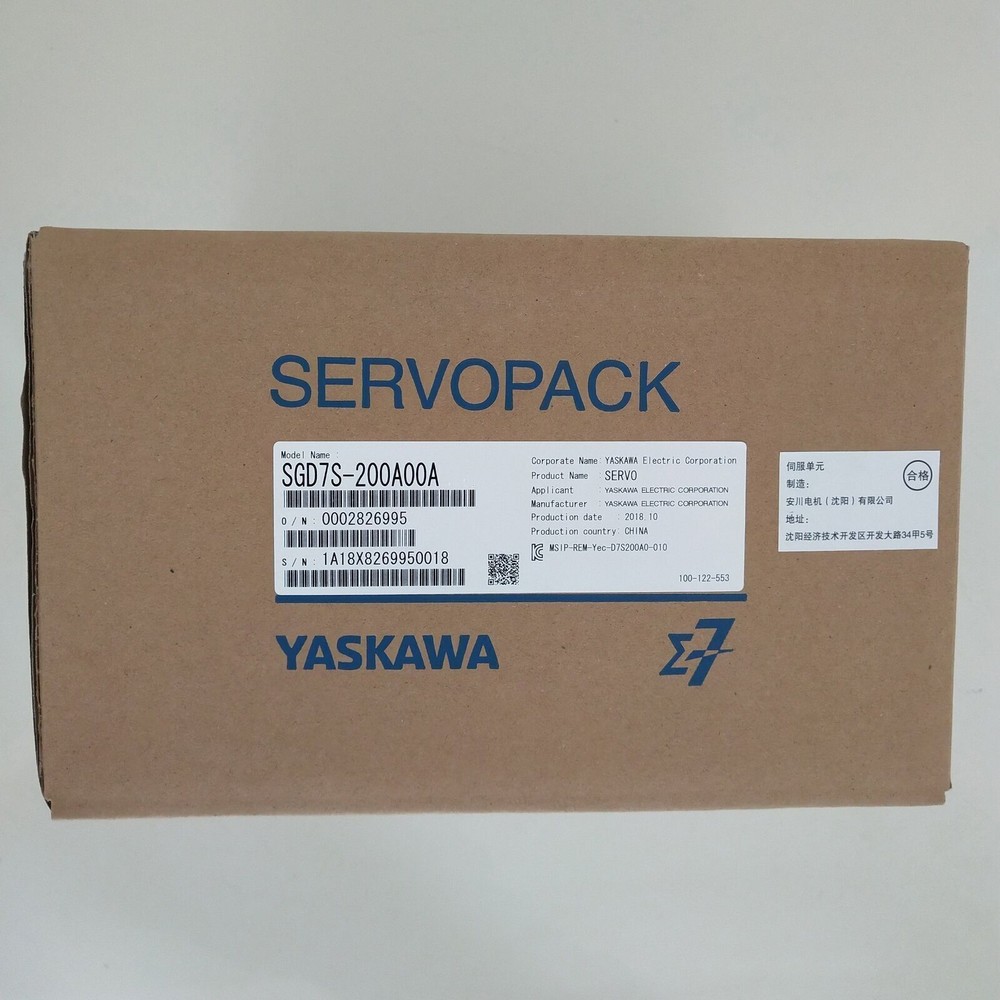 SERVOPACK
Model Name :
SGD7S-200A00A
O/N: 0002826995
S/N: 1A18X8269950018
Corporate Name: YASKAWA Electric Corporation
Product Name : SERVO
Applicant : YASKAWA ELECTRIC CORPORATION
Manufacturer : YASKAWA ELECTRIC CORPORATION
Production date : 2018.10
Production country: CHINA
MSIP-REM-Yec-D7S200A0-010
100-122-553
伺服单元
合格
制造:
安川电机(沈阳)有限公司
地址:
沈阳经济技术开发区开发大路34甲5号
YASKAWA
Σ7